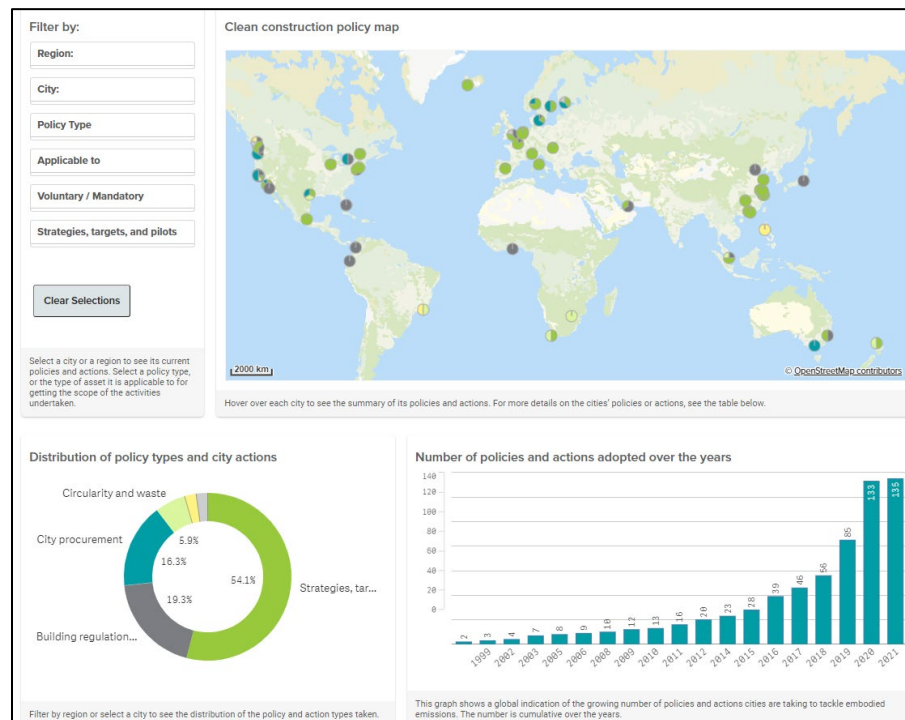 Filter by:
Region:
City:
Policy Type
Applicable to
Voluntary / Mandatory
Strategies, targets, and pilots
Clear Selections
Select a city or a region to see its current
policies and actions. Select a policy type,
or the type of asset it is applicable to for
getting the scope of the activities
undertaken.
Clean construction policy map
2000 km
© OpenStreetMap contributors
Hover over each city to see the summary of its policies and actions. For more details on the cities' policies or actions, see the table below.
Distribution of policy types and city actions
Circularity and waste
City procurement
Building regulation...
Strategies, tar...
5.9%
16.3%
19.3%
54.1%
Filter by region or select a city to see the distribution of the policy and action types taken.
Number of policies and actions adopted over the years
140
120
100
80
60
40
20
0
2 3 4 7 8 9 10 12 13 16 20 23 28 39 46 56 85 133 135
1999 2002 2003 2005 2006 2008 2009 2010 2011 2012 2014 2015 2016 2017 2018 2019 2020 2021
This graph shows a global indication of the growing number of policies and actions cities are taking to tackle embodied
emissions. The number is cumulative over the years.